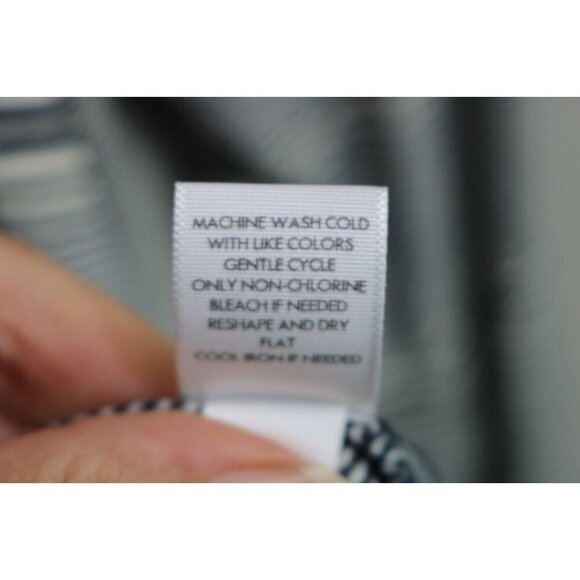 MACHINE WASH COLD
WITH LIKE COLORS
GENTLE CYCLE
ONLY NON-CHLORINE
BLEACH IF NEEDED
RESHAPE AND DRY
FLAT
COOL IRON IF NEEDED